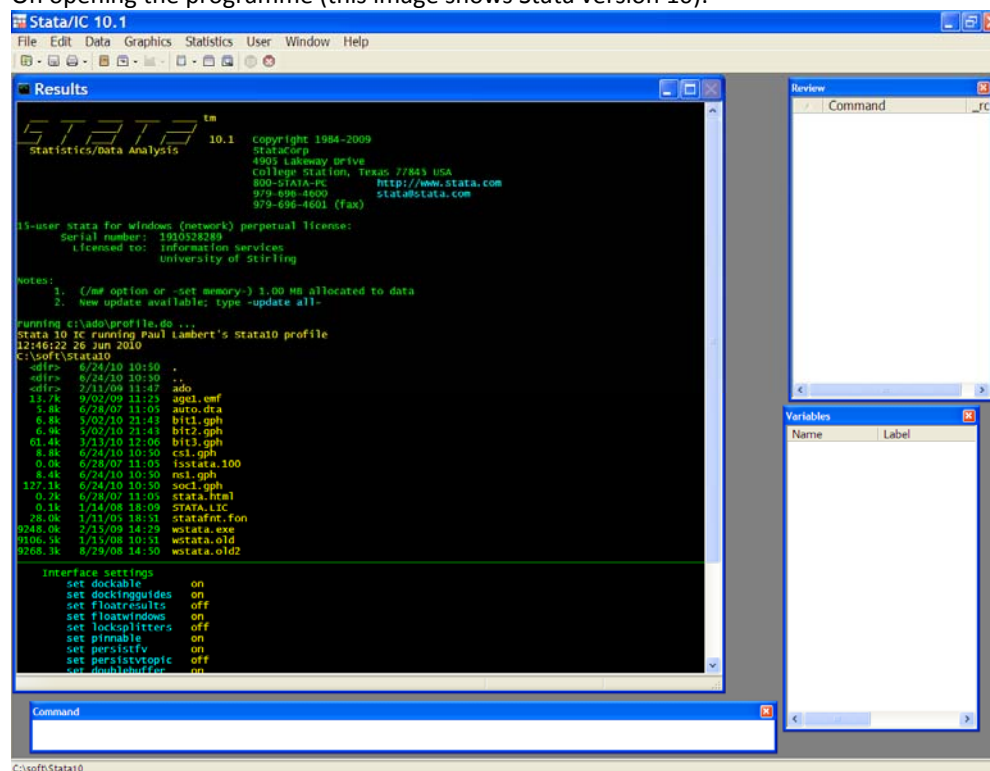 On opening the programme (this image shows Stata version 10):
Stata/IC 10.1
File Edit Data Graphics Statistics User Window Help
Results
STATA tm
10.1 Copyright 1984-2009
Statistics/Data Analysis StataCorp
4905 Lakeway Drive
College Station, Texas 77845 USA
800-STATA-PC http://www.stata.com
979-696-4600 stata@stata.com
979-696-4601 (fax)
15-user Stata for Windows (network) perpetual license:
Serial number: 1910528289
Licensed to: Information services
University of Stirling
Notes:
1. (/m# option or -set memory-) 1.00 MB allocated to data
2. New update available; type -update all-
running c:\ado\profile.do ...
Stata 10 IC running Paul Lambert's Stata10 profile
12:46:22 26 Jun 2010
C:\soft\Stata10
<dir> 6/24/10 10:50 .
<dir> 6/24/10 10:50 ..
<dir> 2/11/09 11:47 ado
13.7k 9/02/09 11:25 age1.emf
5.8k 6/28/07 11:05 auto.dta
6.8k 5/02/10 21:43 bit1.gph
6.9k 5/02/10 21:43 bit2.gph
61.4k 3/13/10 12:06 bit3.gph
8.8k 6/24/10 10:50 cs1.gph
0.0k 6/28/07 11:05 isstata.100
8.4k 6/24/10 10:50 ns1.gph
127.1k 6/24/10 10:50 soc1.gph
0.2k 6/28/07 11:05 stata.html
0.1k 1/14/08 18:09 STATA.LIC
28.0k 1/11/05 18:51 statafnt.fon
9248.0k 2/15/09 14:29 wstata.exe
9106.5k 1/15/08 10:51 wstata.old
9268.3k 8/29/08 14:50 wstata.old2
Interface settings
set dockable on
set dockingguides on
set floatresults off
set floatwindows on
set locksplitters off
set pinnable on
set persistfv on
set persistvtopic off
set doublebuffer on
Review
Command _rc
Variables
Name Label
Command
C:\soft\Stata10